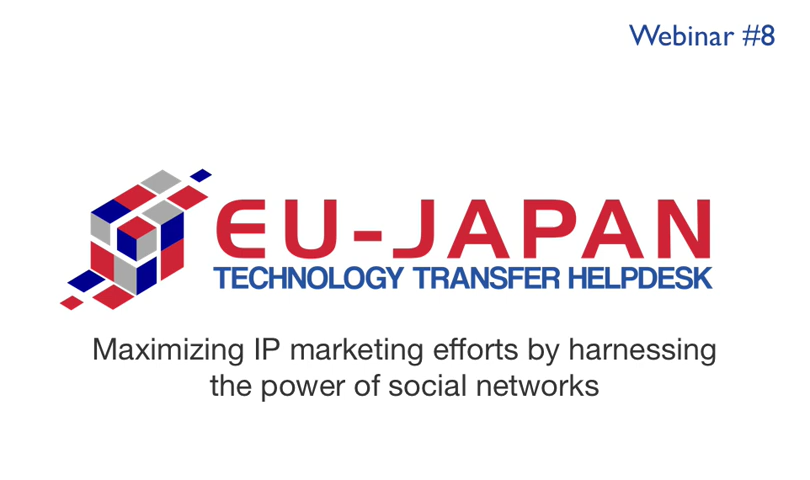 Webinar #8
EU-JAPAN
TECHNOLOGY TRANSFER HELPDESK
Maximizing IP marketing efforts by harnessing
the power of social networks